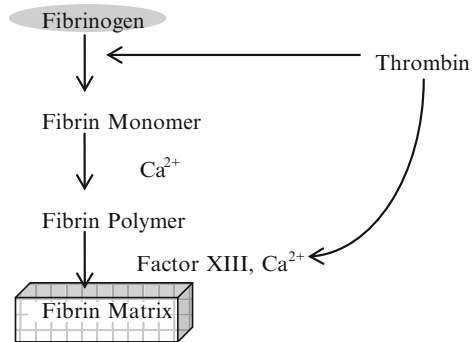 Fibrinogen
Thrombin
Fibrin Monomer
Ca²⁺
Fibrin Polymer
Factor XIII, Ca²⁺
Fibrin Matrix